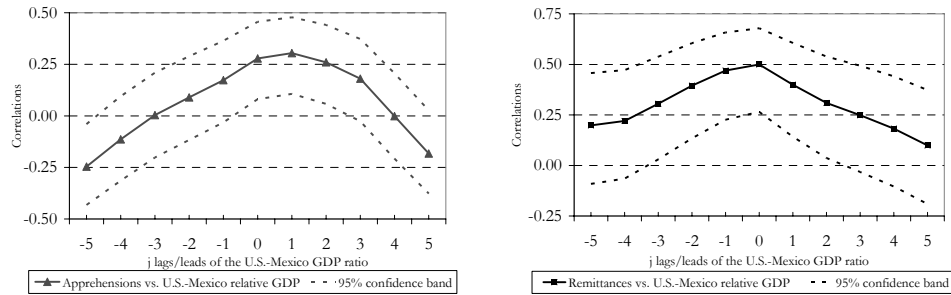 0.50
0.25
0.00
-0.25
-0.50
Correlations
-5 -4 -3 -2 -1 0 1 2 3 4 5
j lags/leads of the U.S.-Mexico GDP ratio
Apprehensions vs. U.S.-Mexico relative GDP 95% confidence band
0.75
0.50
0.25
0.00
-0.25
Correlations
-5 -4 -3 -2 -1 0 1 2 3 4 5
j lags/leads of the U.S.-Mexico GDP ratio
Remittances vs. U.S.-Mexico relative GDP 95% confidence band